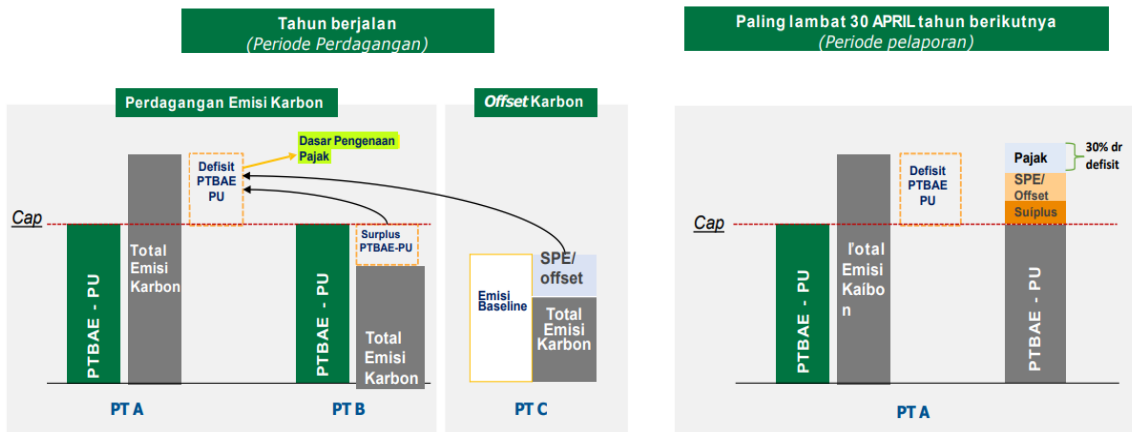 Tahun berjalan
(Periode Perdagangan)
Paling lambat 30 APRIL tahun berikutnya
(Periode pelaporan)
Perdagangan Emisi Karbon
Offset Karbon
Dasar Pengenaan
Pajak
Defisit
PTBAE
PU
Cap
Surplus
PTBAE-PU
PTBAE - PU
Total
Emisi
Karbon
PTBAE - PU
Total
Emisi
Karbon
Emisi
Baseline
SPE/
offset
Total
Emisi
Karbon
PT A
PT B
PT C
Cap
PTBAE - PU
Total
Emisi
Kaíbo
n
Defisit
PTBAE
PU
Pajak
SPE/
Offset
Suíplus
PTBAE - PU
30% dr
defisit
PT A